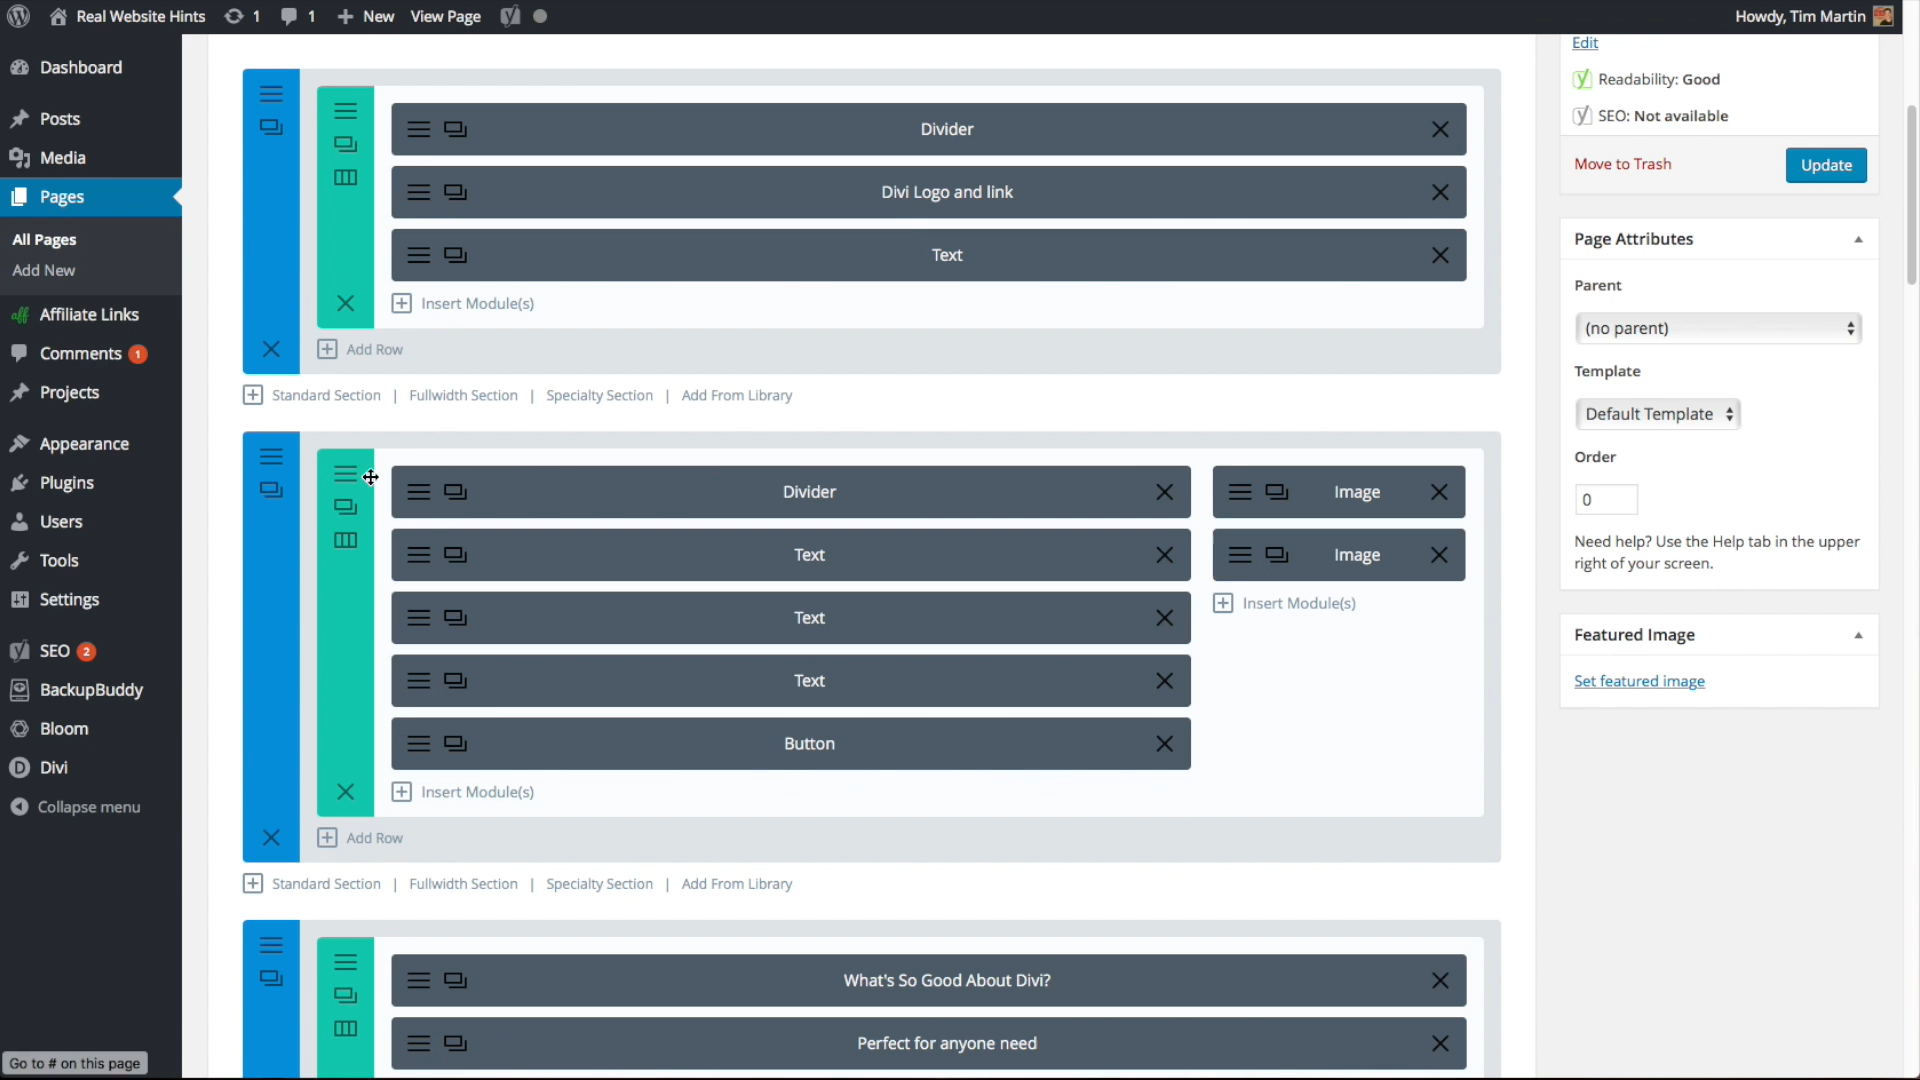 Real Website Hints 1 1 New View Page Howdy, Tim Martin
Dashboard
Posts
Media
Pages
All Pages
Add New
Affiliate Links
Comments 1
Projects
Appearance
Plugins
Users
Tools
Settings
SEO 2
BackupBuddy
Bloom
Divi
Collapse menu
Go to # on this page
Divider
Divi Logo and link
Text
Insert Module(s)
Add Row
Standard Section | Fullwidth Section | Specialty Section | Add From Library
Divider
Text
Text
Text
Button
Insert Module(s)
Image
Image
Insert Module(s)
Add Row
Standard Section | Fullwidth Section | Specialty Section | Add From Library
What's So Good About Divi?
Perfect for anyone need
Edit
Readability: Good
SEO: Not available
Move to Trash Update
Page Attributes
Parent
(no parent)
Template
Default Template
Order
0
Need help? Use the Help tab in the upper
right of your screen.
Featured Image
Set featured image